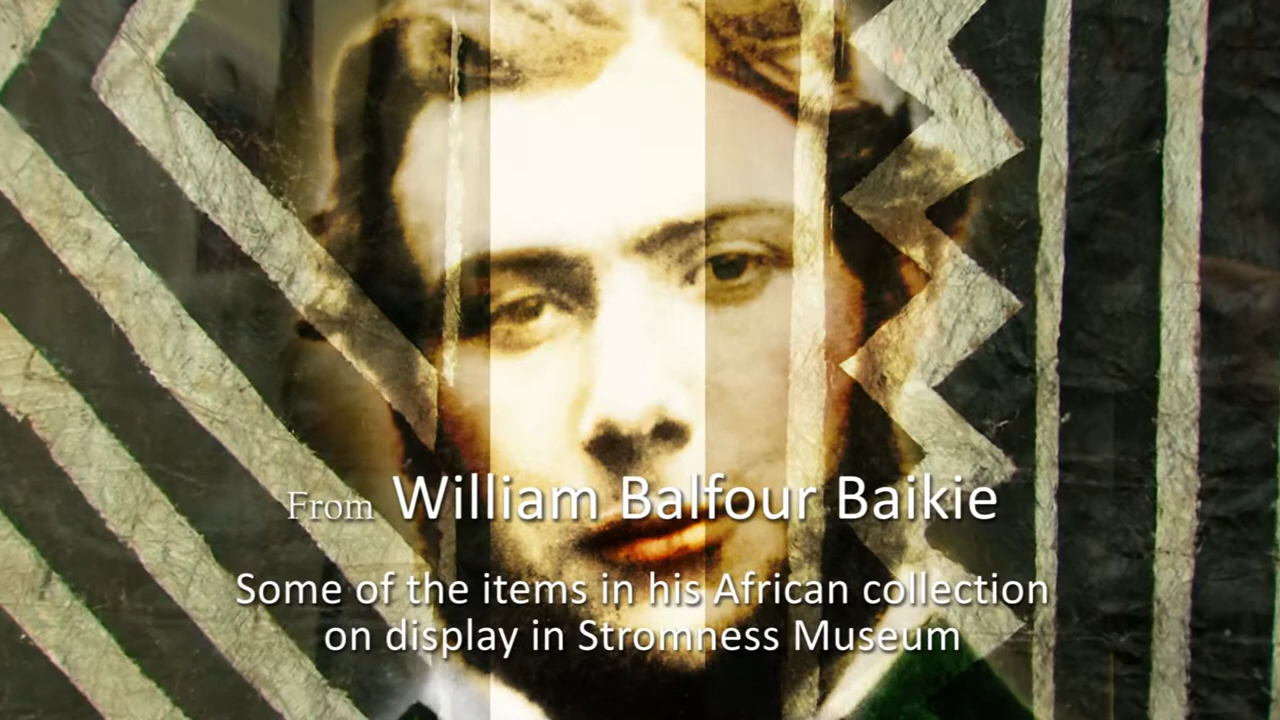 From William Balfour Baikie
Some of the items in his African collection
on display in Stromness Museum